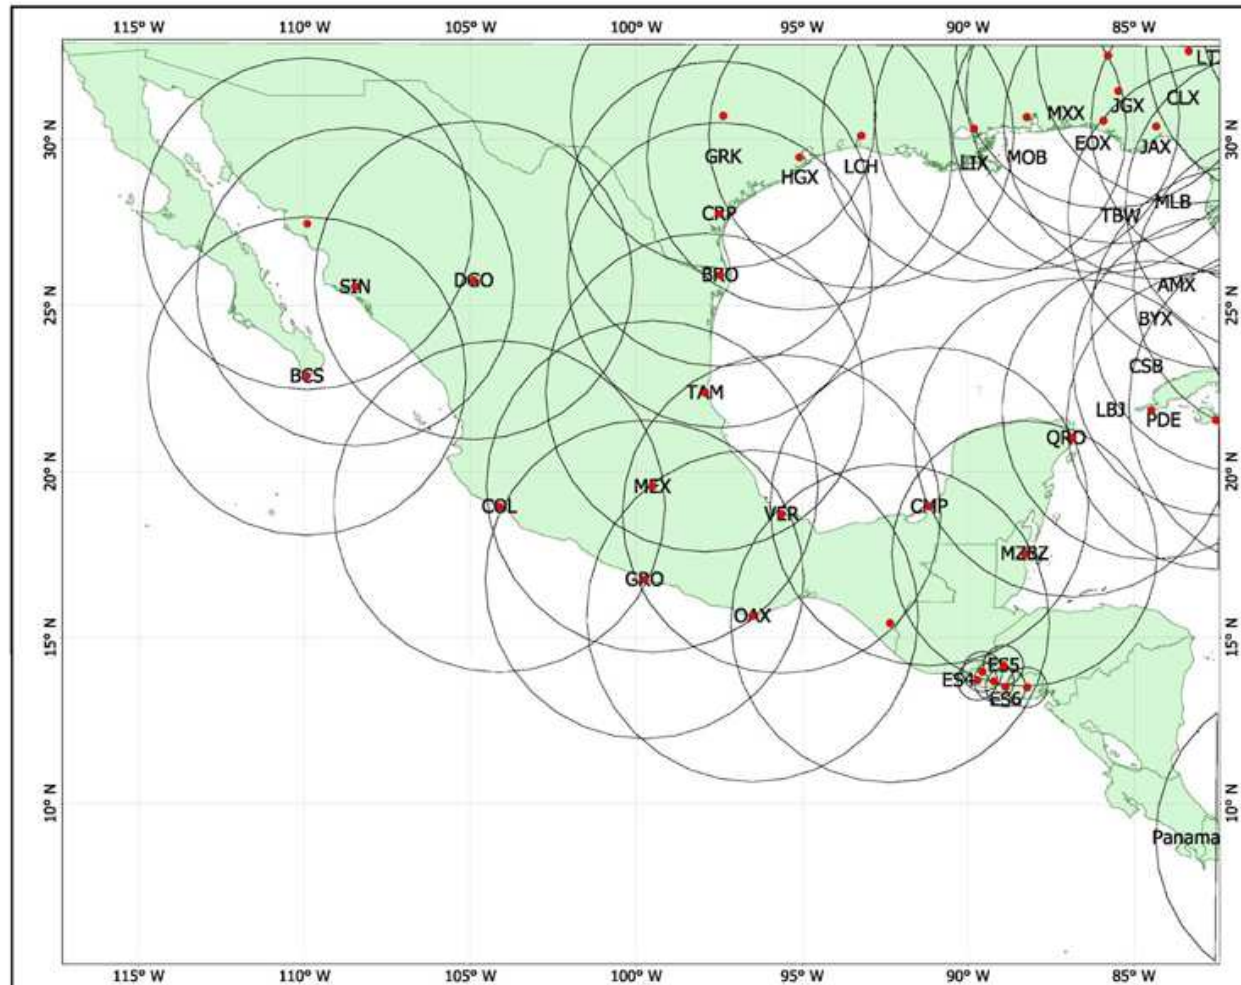 115° W 110° W 105° W 100° W 95° W 90° W 85° W
LT
CLX
JGX
MXX
30° N
EOX
JAX
30° N
GRK
HGX
LCH
LIX
MOB
MLB
TBW
CRP
BRO
DGO
SIN
AMX
25° N
25° N
BYX
CSB
BCS
TAM
LBJ
PDE
QRO
20° N
20° N
MEX
COL
VER
CMP
MZBZ
GRO
OAX
15° N
15° N
ES5
ES4
ES6
10° N
10° N
Panama
115° W 110° W 105° W 100° W 95° W 90° W 85° W